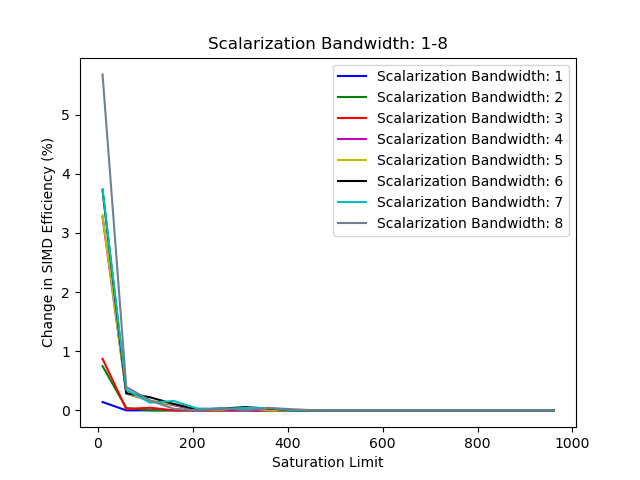 Scalarization Bandwidth: 1-8
Scalarization Bandwidth: 1
Scalarization Bandwidth: 2
Scalarization Bandwidth: 3
Scalarization Bandwidth: 4
Scalarization Bandwidth: 5
Scalarization Bandwidth: 6
Scalarization Bandwidth: 7
Scalarization Bandwidth: 8
Change in SIMD Efficiency (%)
5
4
3
2
1
0
0 200 400 600 800 1000
Saturation Limit